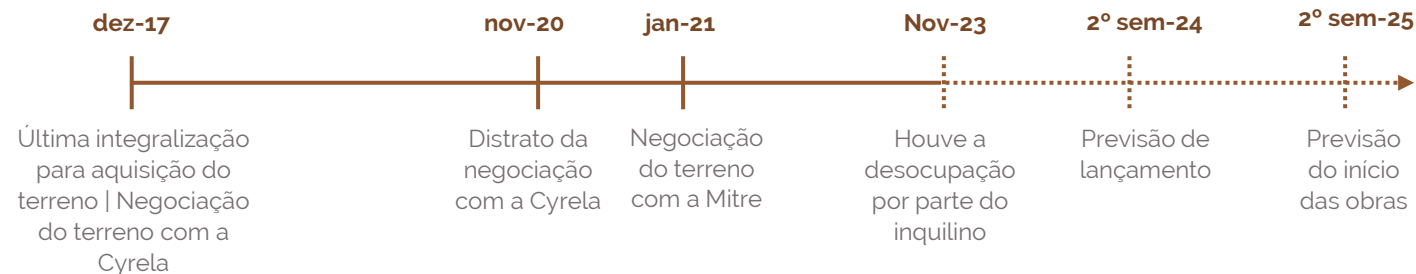 dez-17
Última integralização
para aquisição do
terreno | Negociação
do terreno com a
Cyrela
nov-20
Distrato da
negociação
com a Cyrela
jan-21
Negociação
do terreno
com a Mitre
Nov-23
Houve a
desocupação
por parte do
inquilino
2º sem-24
Previsão de
lançamento
2º sem-25
Previsão
do início
das obras